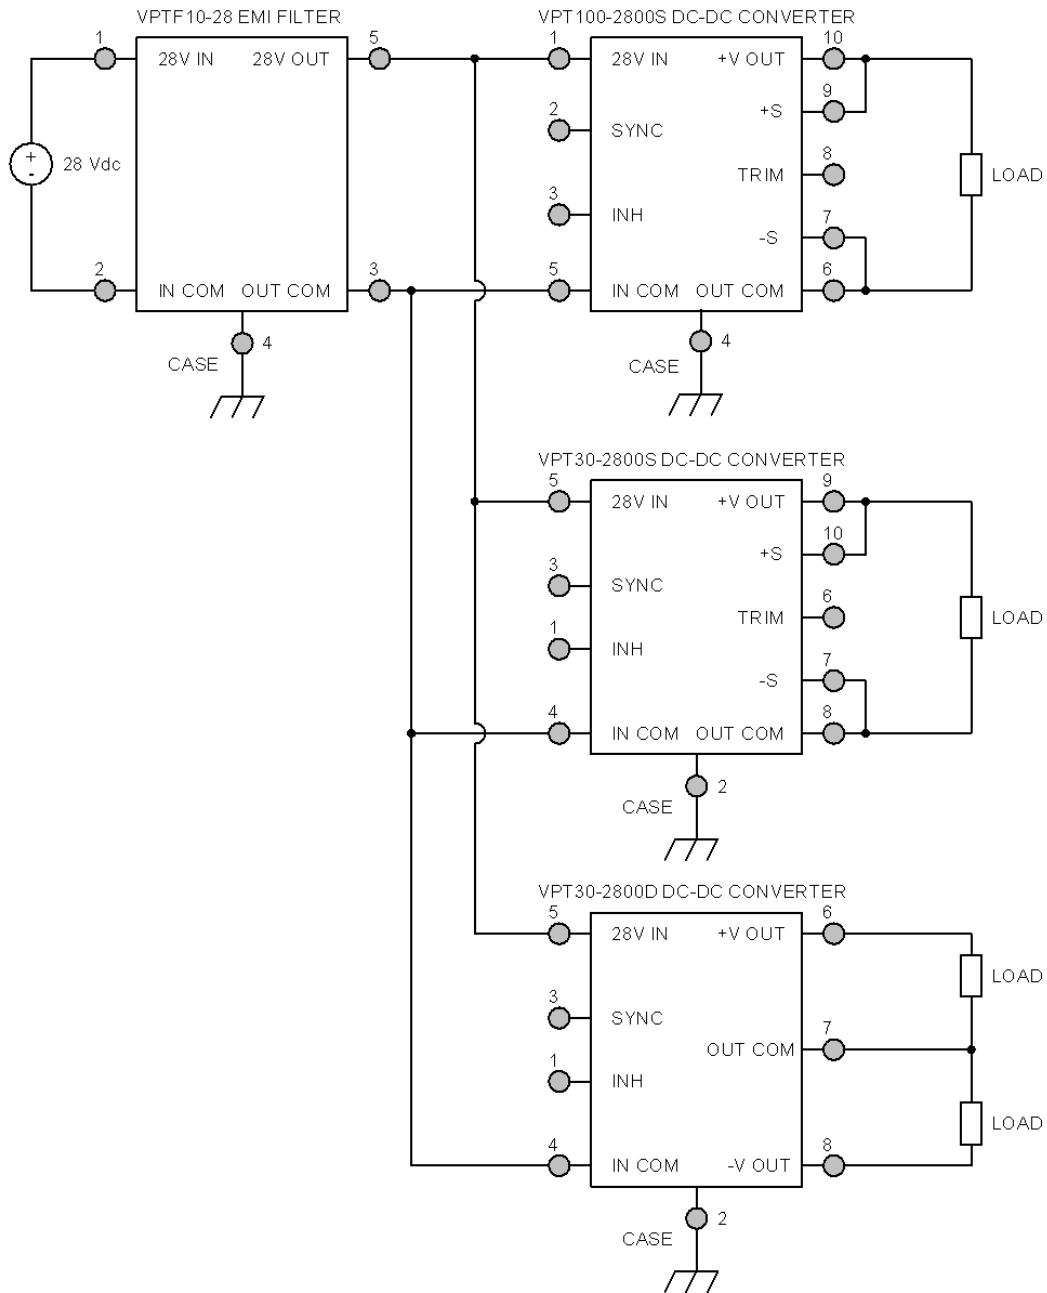 VPTF10-28 EMI FILTER
1
28V IN
28V OUT
5
+
-
28 Vdc
2
IN COM
OUT COM
3
4
CASE
VPT100-2800S DC-DC CONVERTER
1
28V IN
+V OUT
10
9
+S
2
SYNC
TRIM
8
LOAD
3
INH
7
-S
5
IN COM
OUT COM
6
4
CASE
VPT30-2800S DC-DC CONVERTER
5
28V IN
+V OUT
9
10
+S
3
SYNC
TRIM
6
LOAD
1
INH
7
-S
4
IN COM
OUT COM
8
2
CASE
VPT30-2800D DC-DC CONVERTER
5
28V IN
+V OUT
6
LOAD
3
SYNC
OUT COM
7
1
INH
LOAD
4
IN COM
-V OUT
8
2
CASE